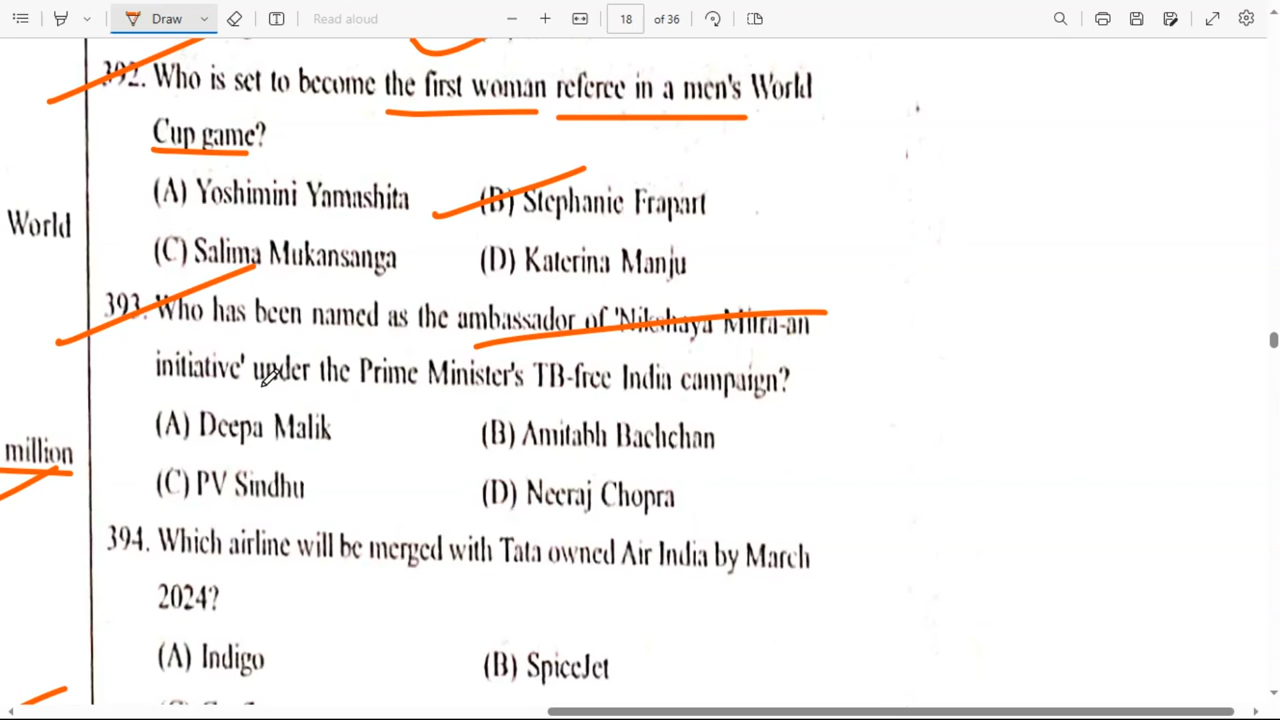 Draw
Read aloud
18 of 36
392. Who is set to become the first woman referee in a men's World
Cup game?
(A) Yoshimini Yamashita (B) Stephanie Frapart
World
(C) Salima Mukansanga (D) Katerina Manju
393. Who has been named as the ambassador of 'Nikshaya Mitra-an
initiative' under the Prime Minister's TB-free India campaign?
(A) Deepa Malik (B) Amitabh Bachchan
million
(C) PV Sindhu (D) Neeraj Chopra
394. Which airline will be merged with Tata owned Air India by March
2024?
(A) Indigo (B) SpiceJet